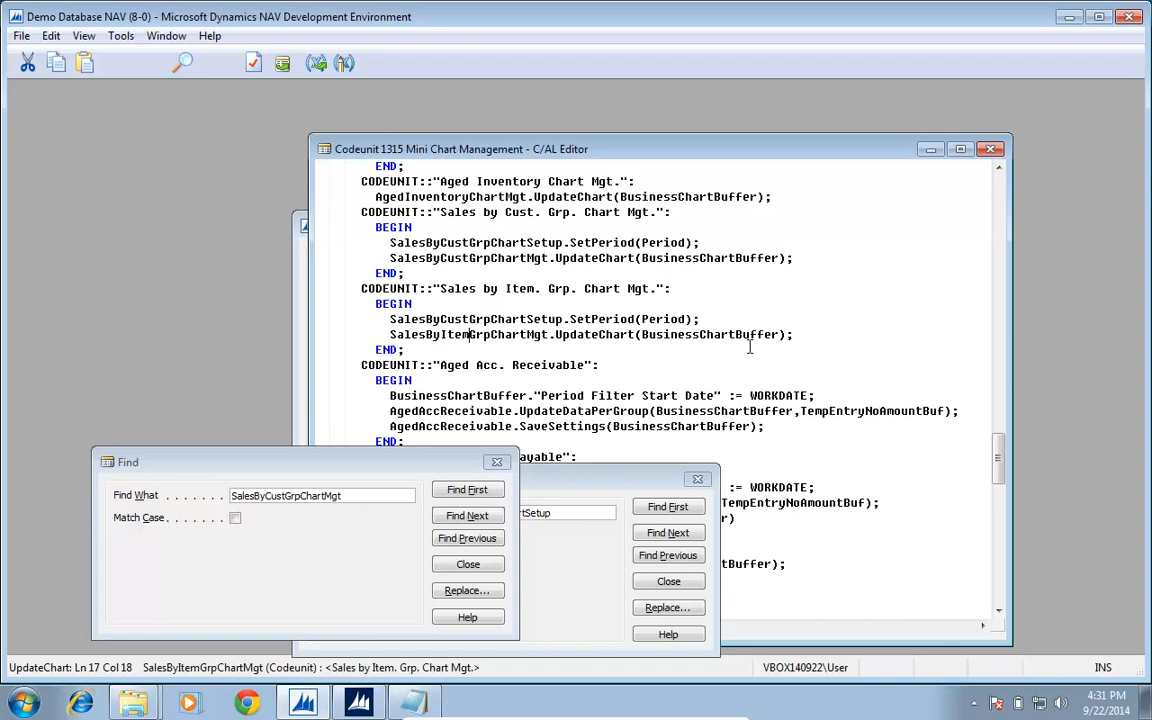 Demo Database NAV (8-0) - Microsoft Dynamics NAV Development Environment
File Edit View Tools Window Help
Codeunit 1315 Mini Chart Management - C/AL Editor
END;
CODEUNIT::"Aged Inventory Chart Mgt.":
AgedInventoryChartMgt.UpdateChart(BusinessChartBuffer);
CODEUNIT::"Sales by Cust. Grp. Chart Mgt.":
BEGIN
SalesByCustGrpChartSetup.SetPeriod(Period);
SalesByCustGrpChartMgt.UpdateChart(BusinessChartBuffer);
END;
CODEUNIT::"Sales by Item. Grp. Chart Mgt.":
BEGIN
SalesByCustGrpChartSetup.SetPeriod(Period);
SalesByItemGrpChartMgt.UpdateChart(BusinessChartBuffer);
END;
CODEUNIT::"Aged Acc. Receivable":
BEGIN
BusinessChartBuffer."Period Filter Start Date" := WORKDATE;
AgedAccReceivable.UpdateDataPerGroup(BusinessChartBuffer,TempEntryNoAmountBuf);
AgedAccReceivable.SaveSettings(BusinessChartBuffer);
END;
ayable":
:= WORKDATE;
TempEntryNoAmountBuf);
r)
tBuffer);
Find
Find What . . . . . . . SalesByCustGrpChartMgt
Match Case . . . . . . .
Find First
Find Next
Find Previous
Close
Replace...
Help
rtSetup
Find First
Find Next
Find Previous
Close
Replace...
Help
UpdateChart: Ln 17 Col 18 SalesByItemGrpChartMgt (Codeunit) : <Sales by Item. Grp. Chart Mgt.>
VBOX140922\User
INS
4:31 PM
9/22/2014